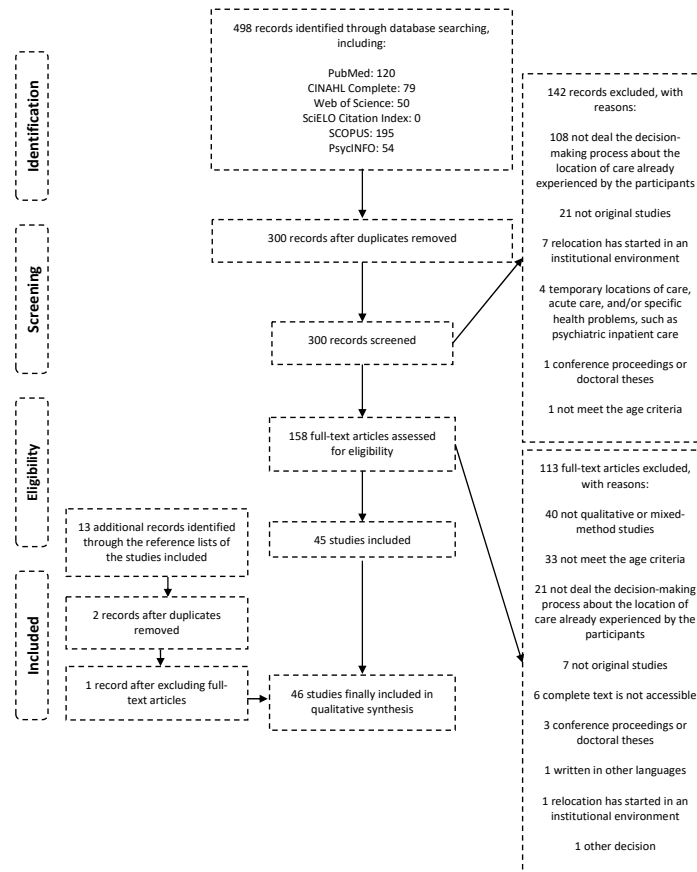 498 records identified through database searching,
including:
PubMed: 120
CINAHL Complete: 79
Web of Science: 50
SciELO Citation Index: 0
SCOPUS: 195
PsycINFO: 54
Identification
142 records excluded, with
reasons:
108 not deal the decision-
making process about the
location of care already
experienced by the participants
21 not original studies
7 relocation has started in an
institutional environment
4 temporary locations of care,
acute care, and/or specific
health problems, such as
psychiatric inpatient care
1 conference proceedings or
doctoral theses
1 not meet the age criteria
300 records after duplicates removed
Screening
300 records screened
Eligibility
158 full-text articles assessed
for eligibility
113 full-text articles excluded,
with reasons:
40 not qualitative or mixed-
method studies
33 not meet the age criteria
21 not deal the decision-making
process about the location of
care already experienced by the
participants
7 not original studies
6 complete text is not accessible
3 conference proceedings or
doctoral theses
1 written in other languages
1 relocation has started in an
institutional environment
1 other decision
13 additional records identified
through the reference lists of
the studies included
45 studies included
Included
2 records after duplicates
removed
1 record after excluding full-
text articles
46 studies finally included in
qualitative synthesis